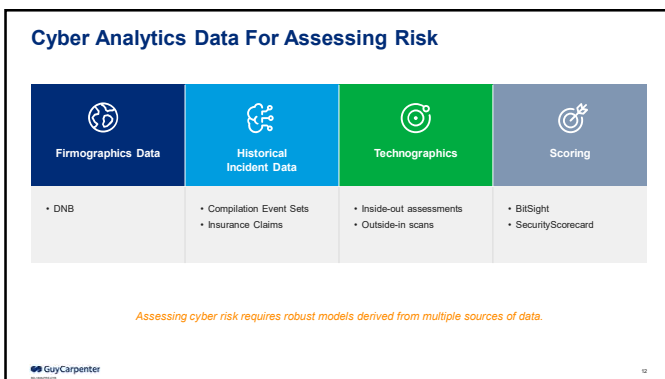 Cyber Analytics Data For Assessing Risk
Firmographics Data
Historical
Incident Data
Technographics
Scoring
• DNB
• Compilation Event Sets
• Insurance Claims
• Inside-out assessments
• Outside-in scans
• BitSight
• SecurityScorecard
Assessing cyber risk requires robust models derived from multiple sources of data.
GuyCarpenter
12